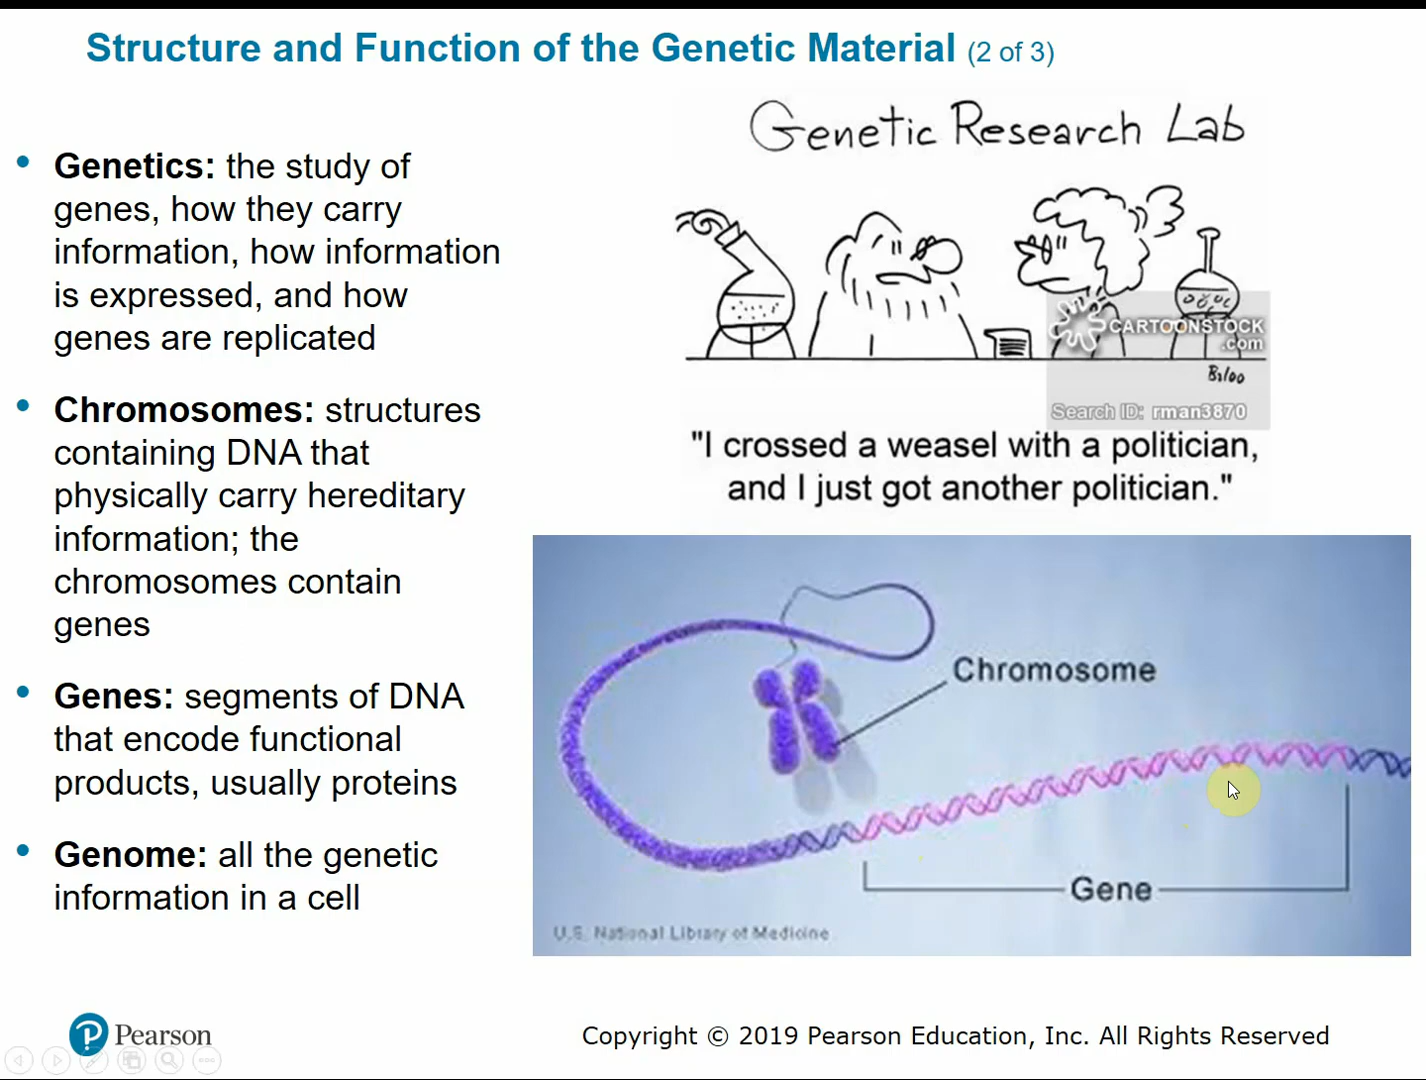 Structure and Function of the Genetic Material (2 of 3)
• Genetics: the study of
genes, how they carry
information, how information
is expressed, and how
genes are replicated
• Chromosomes: structures
containing DNA that
physically carry hereditary
information; the
chromosomes contain
genes
• Genes: segments of DNA
that encode functional
products, usually proteins
• Genome: all the genetic
information in a cell
Genetic Research Lab
CARTOONSTOCK
.com
Search ID: rman3870
"I crossed a weasel with a politician,
and I just got another politician."
Chromosome
Gene
U.S. National Library of Medicine
Pearson
Copyright © 2019 Pearson Education, Inc. All Rights Reserved